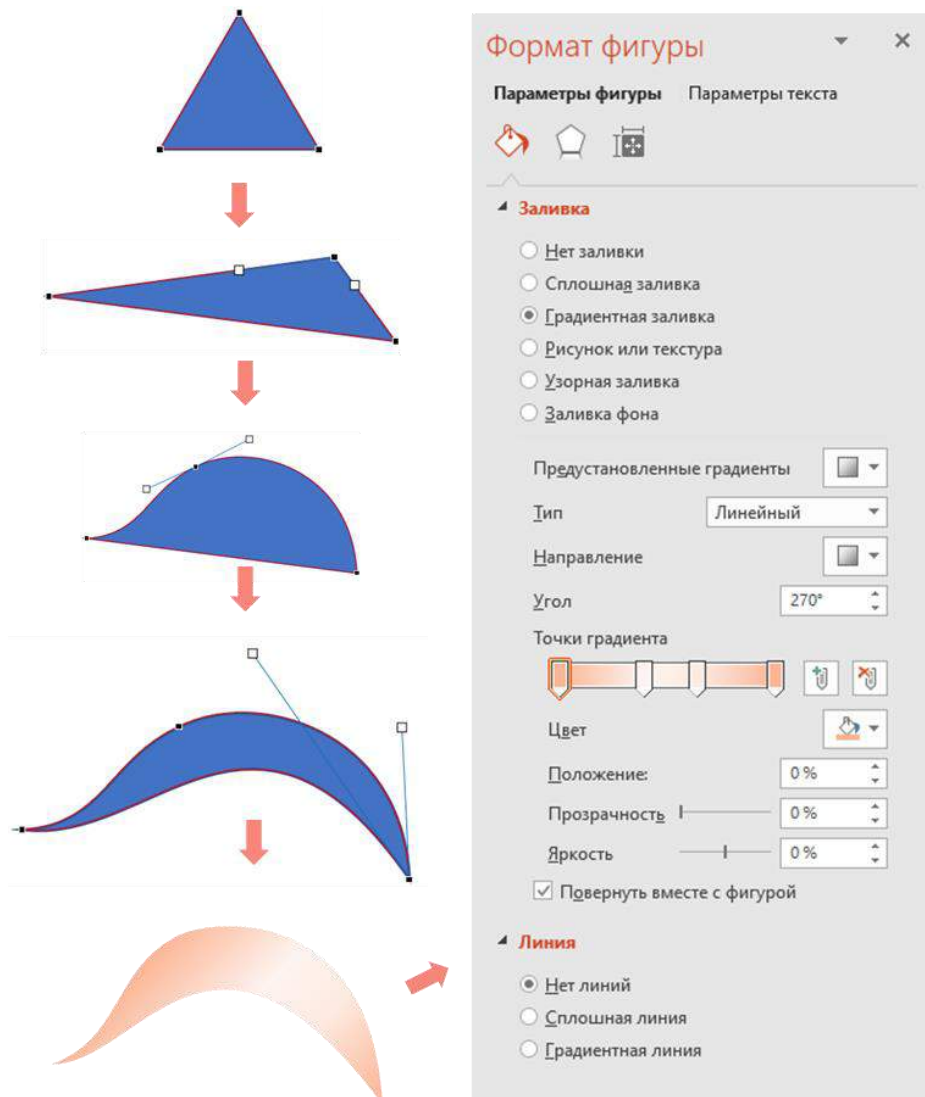 Формат фигуры
Параметры фигуры Параметры текста
Заливка
Нет заливки
Сплошная заливка
Градиентная заливка
Рисунок или текстура
Узорная заливка
Заливка фона
Предустановленные градиенты
Тип Линейный
Направление
Угол 270°
Точки градиента
Цвет
Положение: 0 %
Прозрачность 0 %
Яркость 0 %
Повернуть вместе с фигурой
Линия
Нет линий
Сплошная линия
Градиентная линия